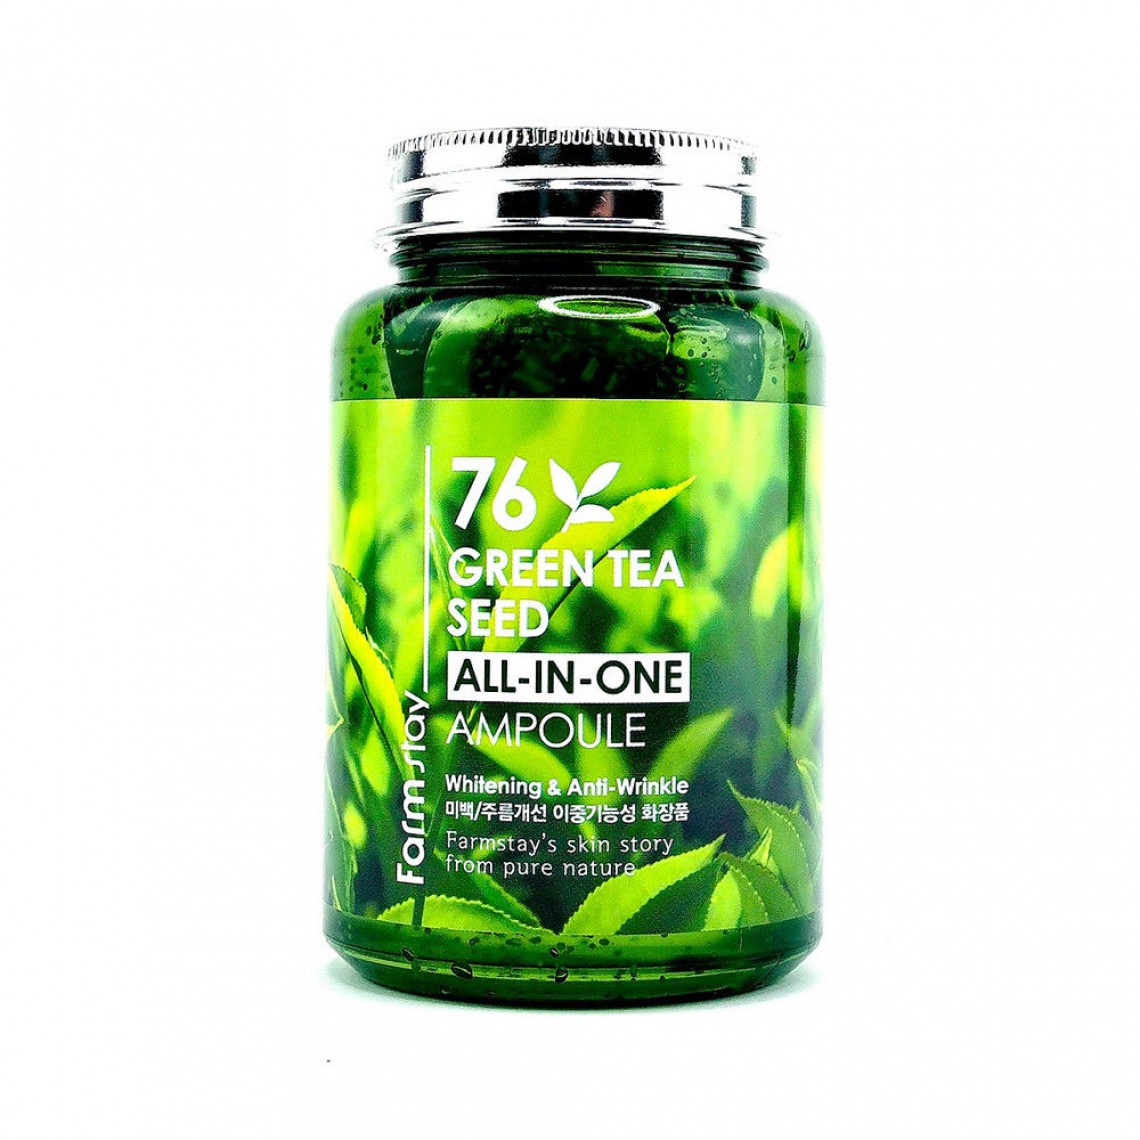 76
GREEN TEA
SEED
ALL-IN-ONE
AMPOULE
Whitening & Anti-Wrinkle
미백/주름개선 이중기능성 화장품
Farmstay's skin story
from pure nature
Farmstay